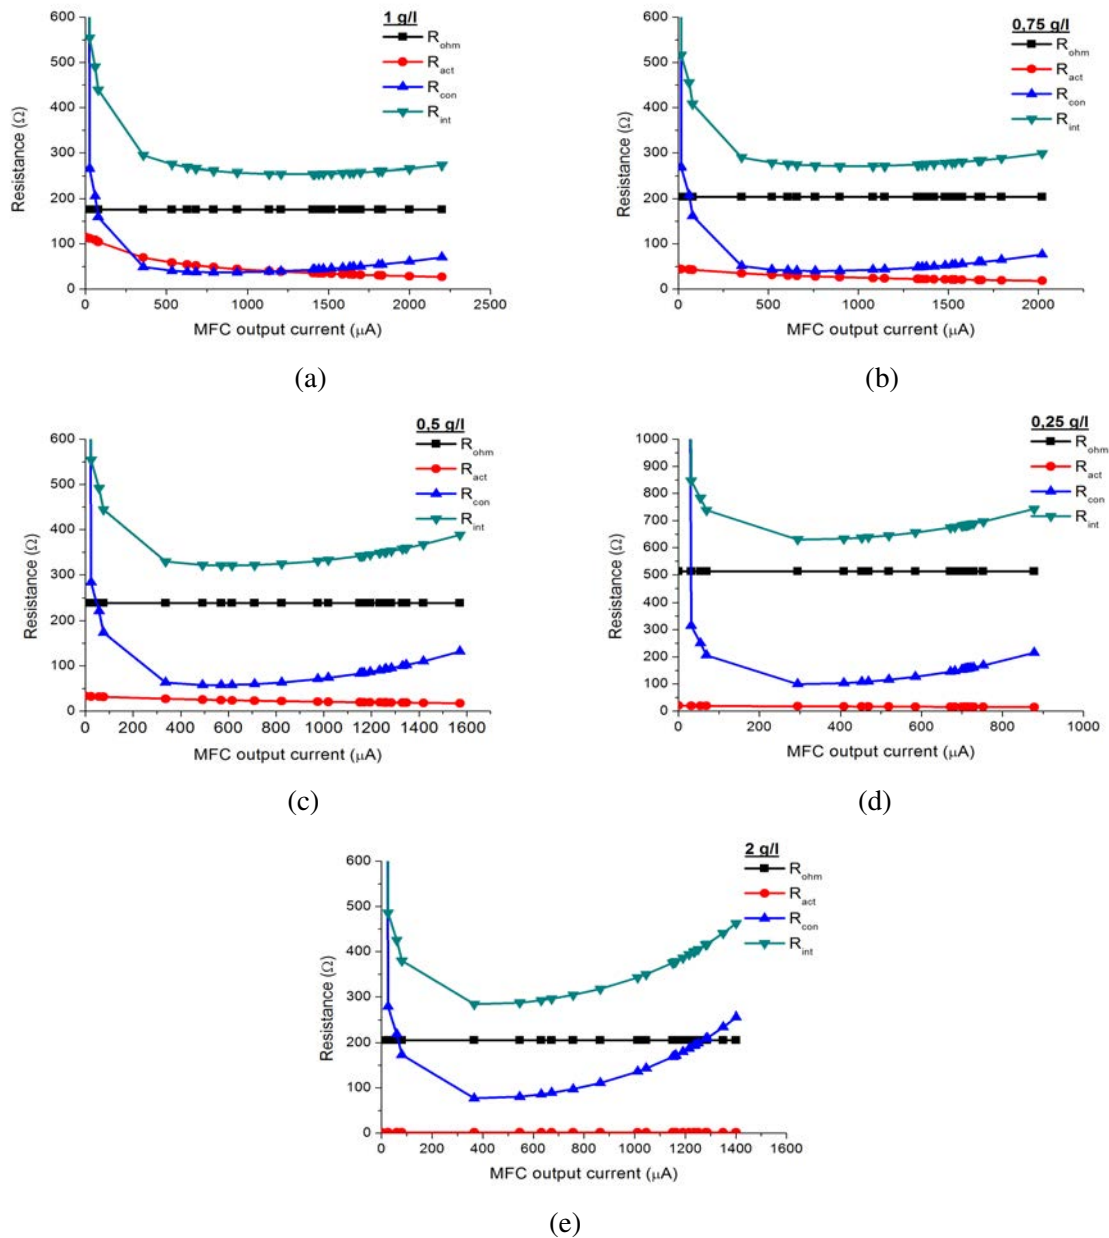 1 g/l
R_ohm
R_act
R_con
R_int
600
500
400
300
200
100
0
Resistance (Ω)
0 500 1000 1500 2000 2500
MFC output current (μA)
(a)
0,75 g/l
R_ohm
R_act
R_con
R_int
600
500
400
300
200
100
0
Resistance (Ω)
0 500 1000 1500 2000
MFC output current (μA)
(b)
0,5 g/l
R_ohm
R_act
R_con
R_int
600
500
400
300
200
100
0
Resistance (Ω)
0 200 400 600 800 1000 1200 1400 1600
MFC output current (μA)
(c)
0,25 g/l
R_ohm
R_act
R_con
R_int
1000
900
800
700
600
500
400
300
200
100
0
Resistance (Ω)
0 200 400 600 800 1000
MFC output current (μA)
(d)
2 g/l
R_ohm
R_act
R_con
R_int
600
500
400
300
200
100
0
Resistance (Ω)
0 200 400 600 800 1000 1200 1400 1600
MFC output current (μA)
(e)